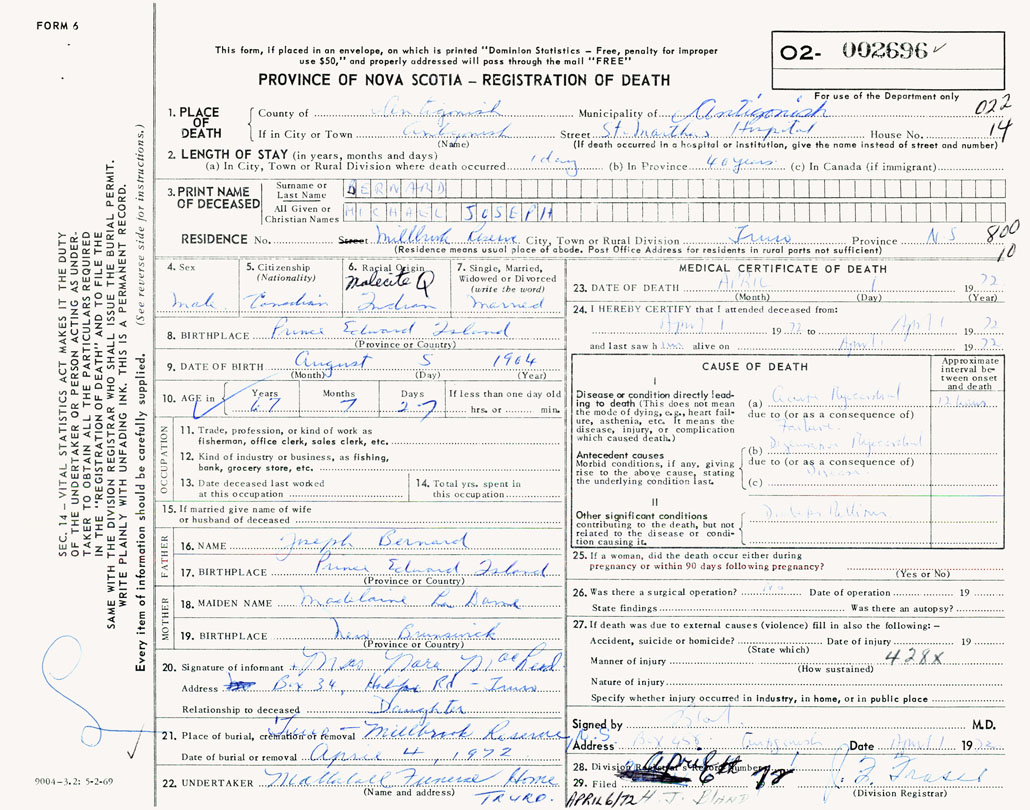 FORM 6
This form, if placed in an envelope, on which is printed "Dominion Statistics – Free, penalty for improper
use $50," and properly addressed will pass through the mail "FREE"
PROVINCE OF NOVA SCOTIA – REGISTRATION OF DEATH
O2- 002696
For use of the Department only
022
14
1. PLACE OF DEATH
County of Antigonish Municipality of Antigonish
If in City or Town Antigonish Street St. Martha's Hospital House No.
(Name) (If death occurred in a hospital or institution, give the name instead of street and number)
2. LENGTH OF STAY (in years, months and days)
(a) In City, Town or Rural Division where death occurred 1 day (b) In Province 40 years (c) In Canada (if immigrant)
3. PRINT NAME OF DECEASED
Surname or Last Name BERNARD
All Given or Christian Names MICHAEL JOSEPH
RESIDENCE No. Street Millbrook Reserve City, Town or Rural Division Truro Province N S
(Residence means usual place of abode. Post Office Address for residents in rural parts not sufficient)
800
10
4. Sex
male
5. Citizenship (Nationality)
Canadian
6. Racial Origin
Malecite
Indian
7. Single, Married, Widowed or Divorced (write the word)
Married
8. BIRTHPLACE Prince Edward Island
(Province or Country)
9. DATE OF BIRTH August 5 1904
(Month) (Day) (Year)
10. AGE in Years Months Days If less than one day old
67 7 27 hrs. or min.
OCCUPATION
11. Trade, profession, or kind of work as
fisherman, office clerk, sales clerk, etc.
12. Kind of industry or business, as fishing,
bank, grocery store, etc.
13. Date deceased last worked
at this occupation
14. Total yrs. spent in
this occupation
15. If married give name of wife
or husband of deceased
FATHER
16. NAME Joseph Bernard
17. BIRTHPLACE Prince Edward Island
(Province or Country)
MOTHER
18. MAIDEN NAME Madelaine
19. BIRTHPLACE New Brunswick
(Province or Country)
20. Signature of informant Mrs Nora
Address Box 34, Rd – Truro
Relationship to deceased Daughter
21. Place of burial, cremation or removal Truro – Millbrook Reserve, N.S.
Date of burial or removal April 4, 1972
22. UNDERTAKER Funeral Home
(Name and address) TRURO.
MEDICAL CERTIFICATE OF DEATH
23. DATE OF DEATH APRIL 1 1972
(Month) (Day) (Year)
24. I HEREBY CERTIFY that I attended deceased from:
April 1 1972 to April 1 1972
and last saw him alive on April 1 1972
CAUSE OF DEATH
Approximate interval between onset and death
I
Disease or condition directly leading to death (This does not mean the mode of dying, e.g., heart failure, asthenia, etc. It means the disease, injury, or complication which caused death.)
(a) Acute Myocardial
due to (or as a consequence of)
Failure
Antecedent causes
Morbid conditions, if any, giving rise to the above cause, stating the underlying condition last.
(b) Myocardial
due to (or as a consequence of)
Disease
(c)
II
Other significant conditions
contributing to the death, but not related to the disease or condition causing it.
25. If a woman, did the death occur either during
pregnancy or within 90 days following pregnancy?
(Yes or No)
26. Was there a surgical operation? No Date of operation 19
State findings Was there an autopsy?
27. If death was due to external causes (violence) fill in also the following: –
Accident, suicide or homicide? Date of injury 19
(State which)
Manner of injury
(How sustained)
428X
Nature of injury
Specify whether injury occurred in industry, in home, or in public place
Signed by M.D.
Address Antigonish Date April 1 1972
28. Division Registrar's Record Number
29. Filed April 6th 72
(Division Registrar)
APRIL 6/72
SEC. 14 – VITAL STATISTICS ACT MAKES IT THE DUTY
OF THE UNDERTAKER OR PERSON ACTING AS UNDER-
TAKER TO OBTAIN ALL THE PARTICULARS REQUIRED
IN THE "REGISTRATION OF DEATH" AND TO FILE THE
SAME WITH THE DIVISION REGISTRAR WHO SHALL ISSUE THE BURIAL PERMIT.
WRITE PLAINLY WITH UNFADING INK. THIS IS A PERMANENT RECORD.
Every item of information should be carefully supplied. (See reverse side for instructions.)
9004-3.2: 5-2-69